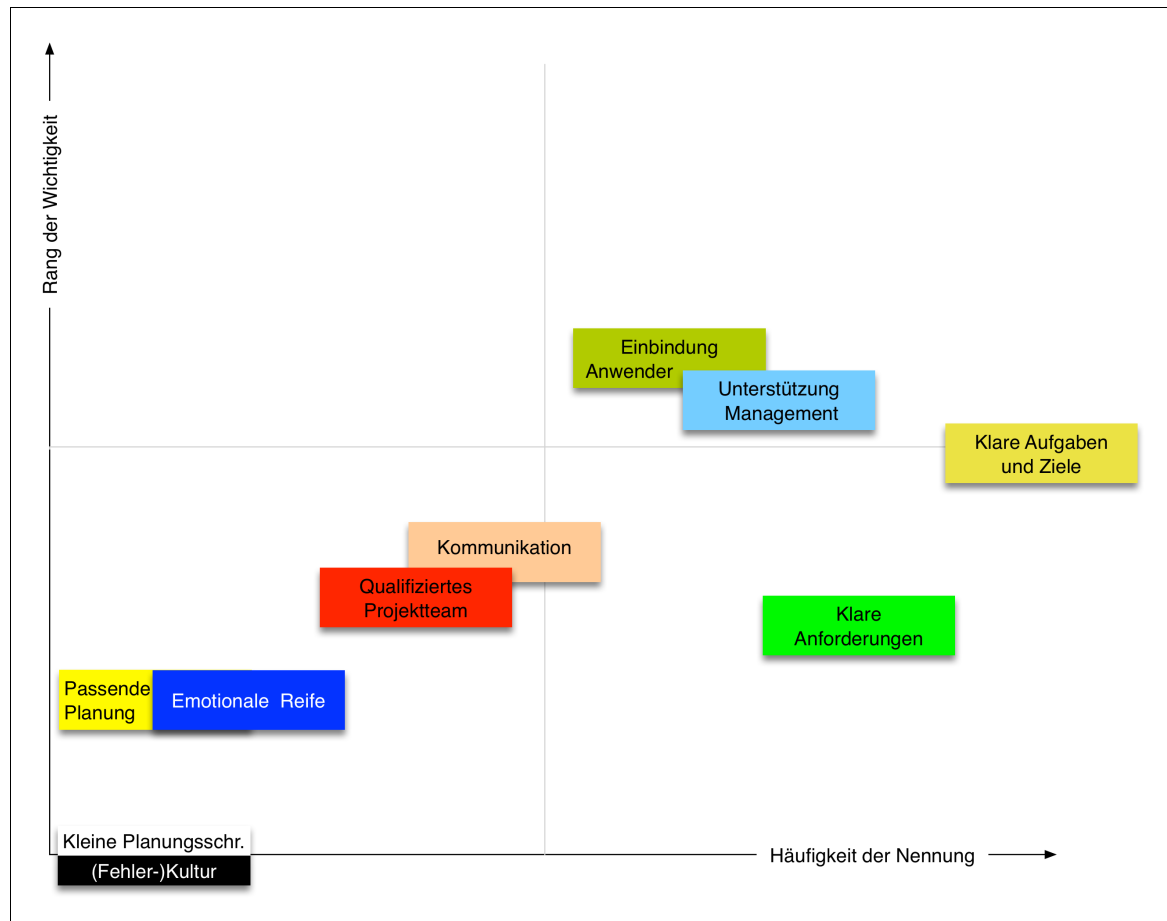 Rang der Wichtigkeit
Einbindung
Anwender
Unterstützung
Management
Klare Aufgaben
und Ziele
Kommunikation
Qualifiziertes
Projektteam
Klare
Anforderungen
Passende
Planung
Emotionale Reife
Kleine Planungsschr.
(Fehler-)Kultur
Häufigkeit der Nennung